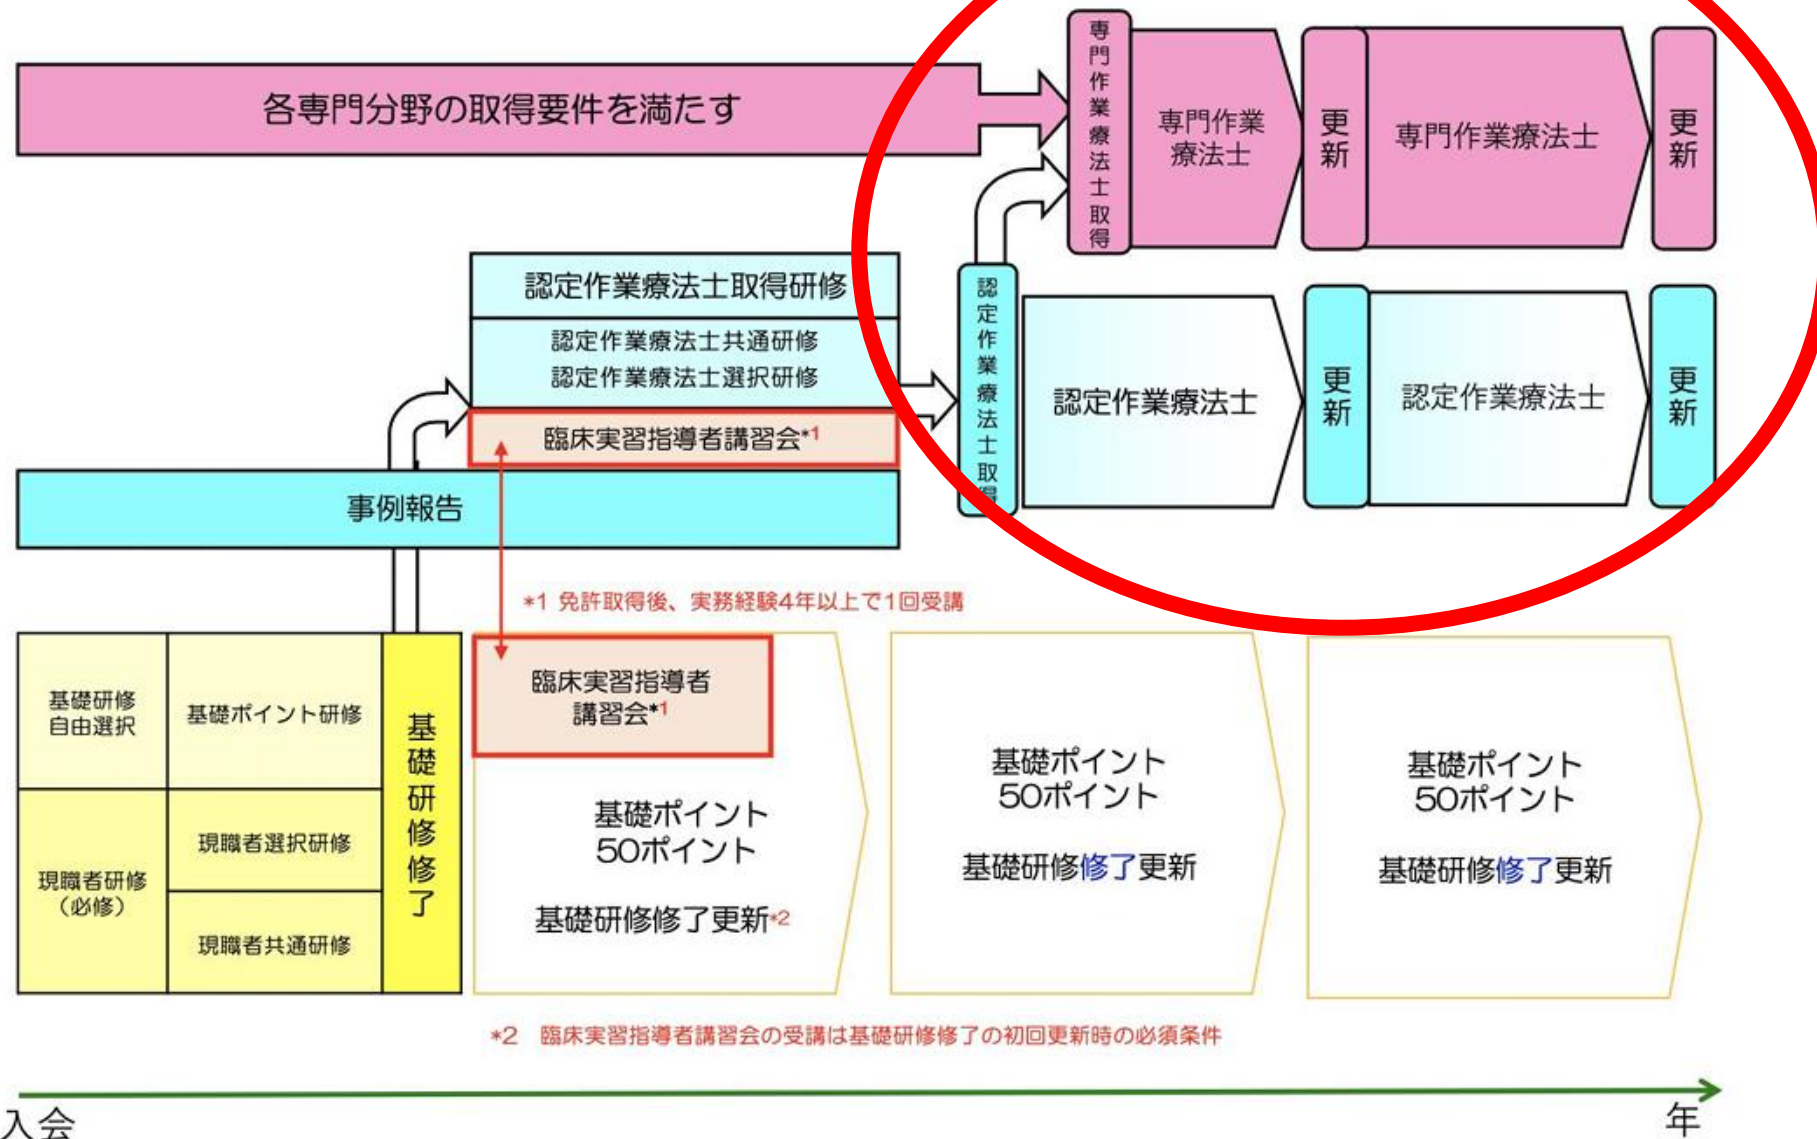 専門作業療法士取得
各専門分野の取得要件を満たす
専門作業
療法士
更新
専門作業療法士
更新
認定作業療法士取得研修
認定作業療法士共通研修
認定作業療法士選択研修
臨床実習指導者講習会*1
認定作業療法士取得
認定作業療法士
更新
認定作業療法士
更新
事例報告
*1 免許取得後、実務経験4年以上で1回受講
基礎研修
自由選択
基礎ポイント研修
現職者研修
(必修)
現職者選択研修
現職者共通研修
基礎研修修了
臨床実習指導者
講習会*1
基礎ポイント
50ポイント
基礎研修修了更新*2
基礎ポイント
50ポイント
基礎研修修了更新
基礎ポイント
50ポイント
基礎研修修了更新
*2 臨床実習指導者講習会の受講は基礎研修修了の初回更新時の必須条件
入会
年